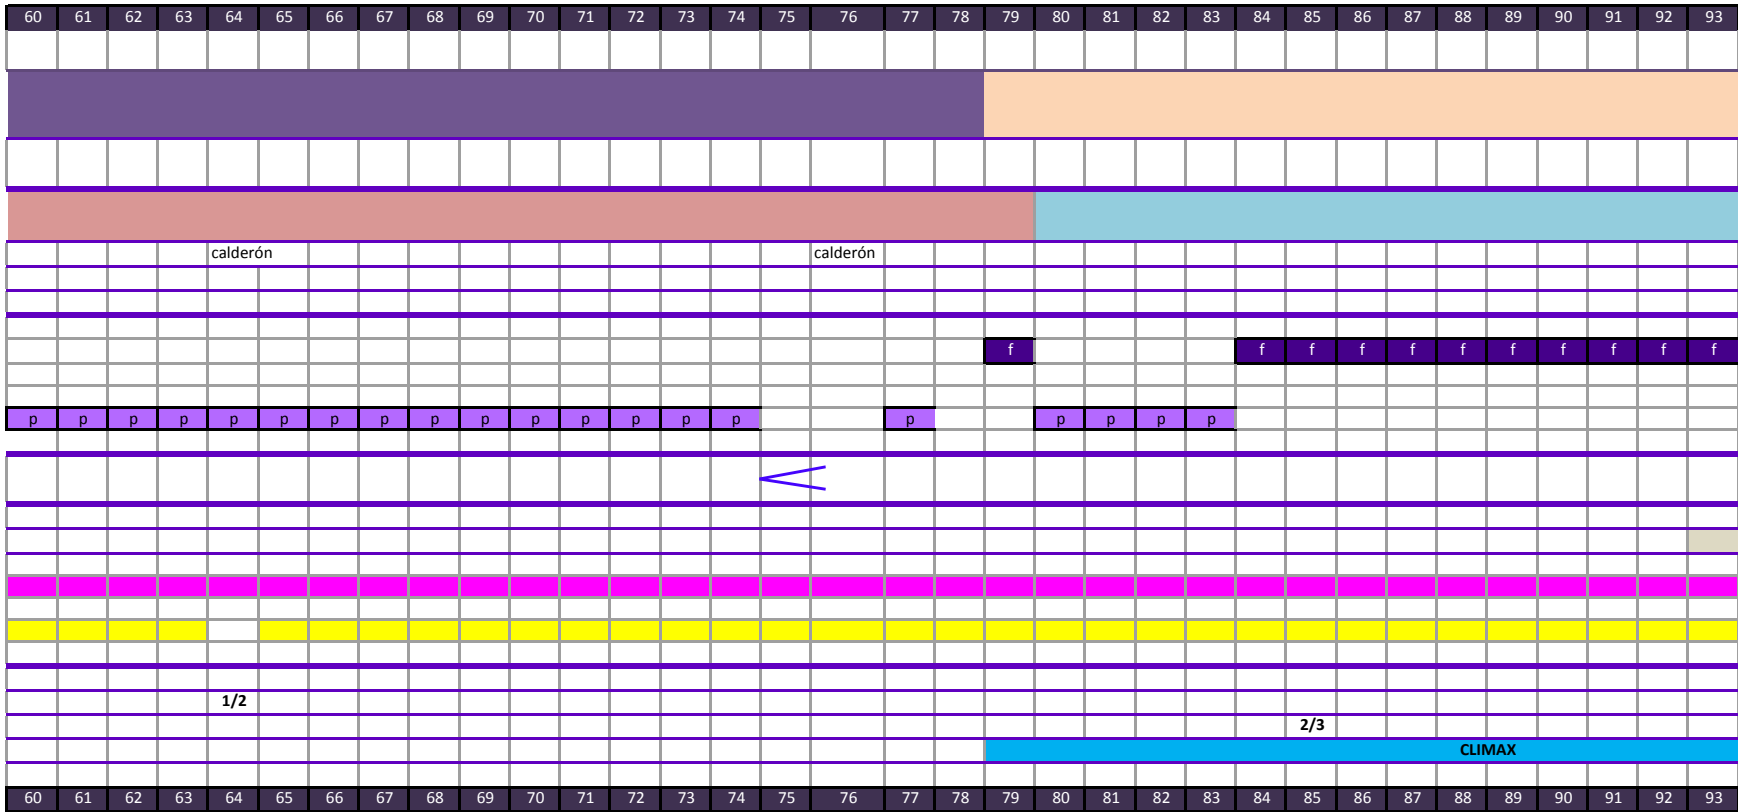 60 61 62 63 64 65 66 67 68 69 70 71 72 73 74 75 76 77 78 79 80 81 82 83 84 85 86 87 88 89 90 91 92 93
calderón calderón
f f f f f f f f f f f
p p p p p p p p p p p p p p p p p p p p
1/2
2/3
CLIMAX
60 61 62 63 64 65 66 67 68 69 70 71 72 73 74 75 76 77 78 79 80 81 82 83 84 85 86 87 88 89 90 91 92 93